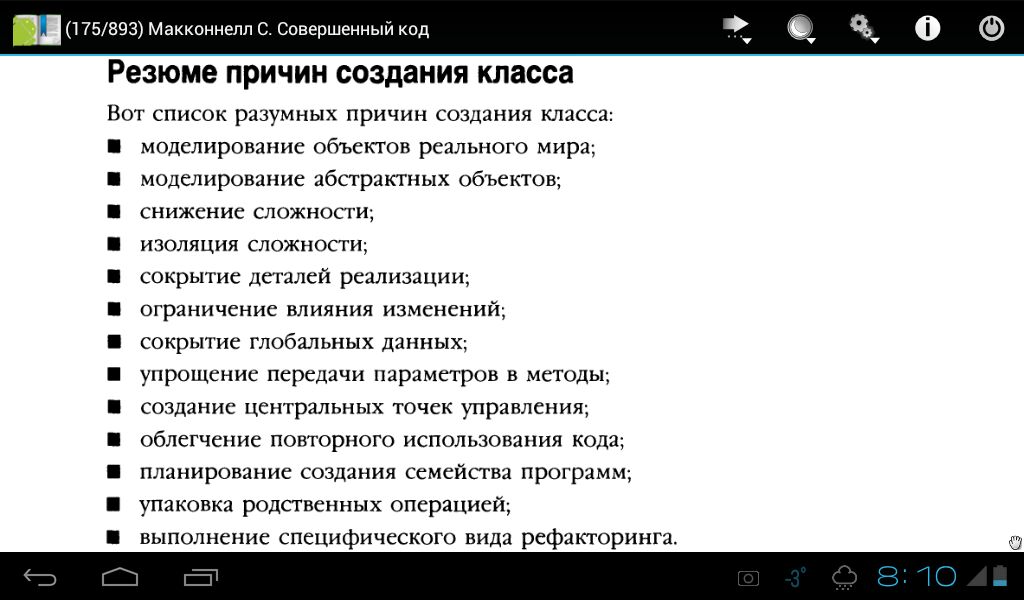 (175/893) Макконнелл С. Совершенный код
Резюме причин создания класса
Вот список разумных причин создания класса:
■ моделирование объектов реального мира;
■ моделирование абстрактных объектов;
■ снижение сложности;
■ изоляция сложности;
■ сокрытие деталей реализации;
■ ограничение влияния изменений;
■ сокрытие глобальных данных;
■ упрощение передачи параметров в методы;
■ создание центральных точек управления;
■ облегчение повторного использования кода;
■ планирование создания семейства программ;
■ упаковка родственных операцией;
■ выполнение специфического вида рефакторинга.
-3° 8:10